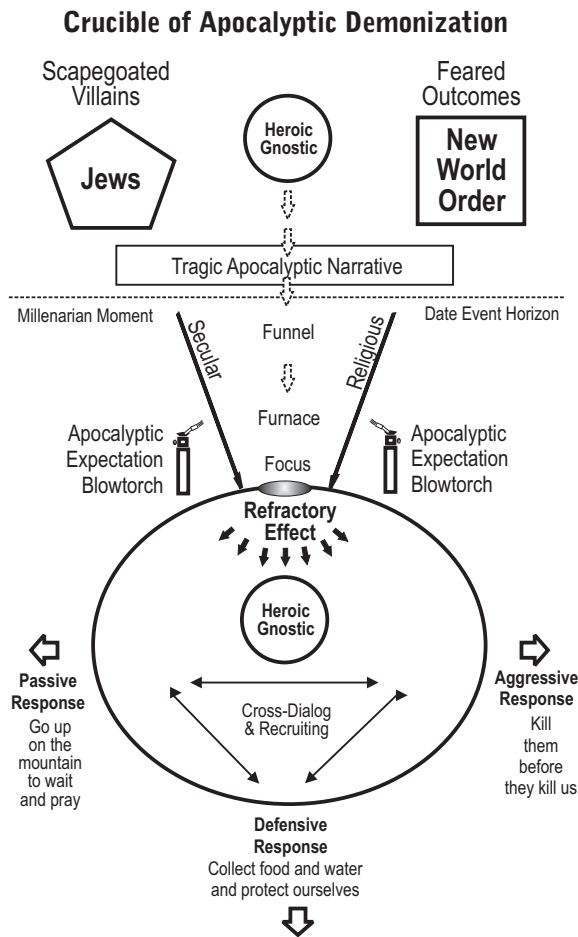 Crucible of Apocalyptic Demonization
Scapegoated
Villains
Jews
Heroic
Gnostic
Feared
Outcomes
New
World
Order
Tragic Apocalyptic Narrative
Millenarian Moment
Date Event Horizon
Secular
Funnel
Religious
Furnace
Apocalyptic
Expectation
Blowtorch
Focus
Apocalyptic
Expectation
Blowtorch
Refractory
Effect
Heroic
Gnostic
Passive
Response
Go up
on the
mountain
to wait
and pray
Cross-Dialog
& Recruiting
Aggressive
Response
Kill
them
before
they kill us
Defensive
Response
Collect food and water
and protect ourselves